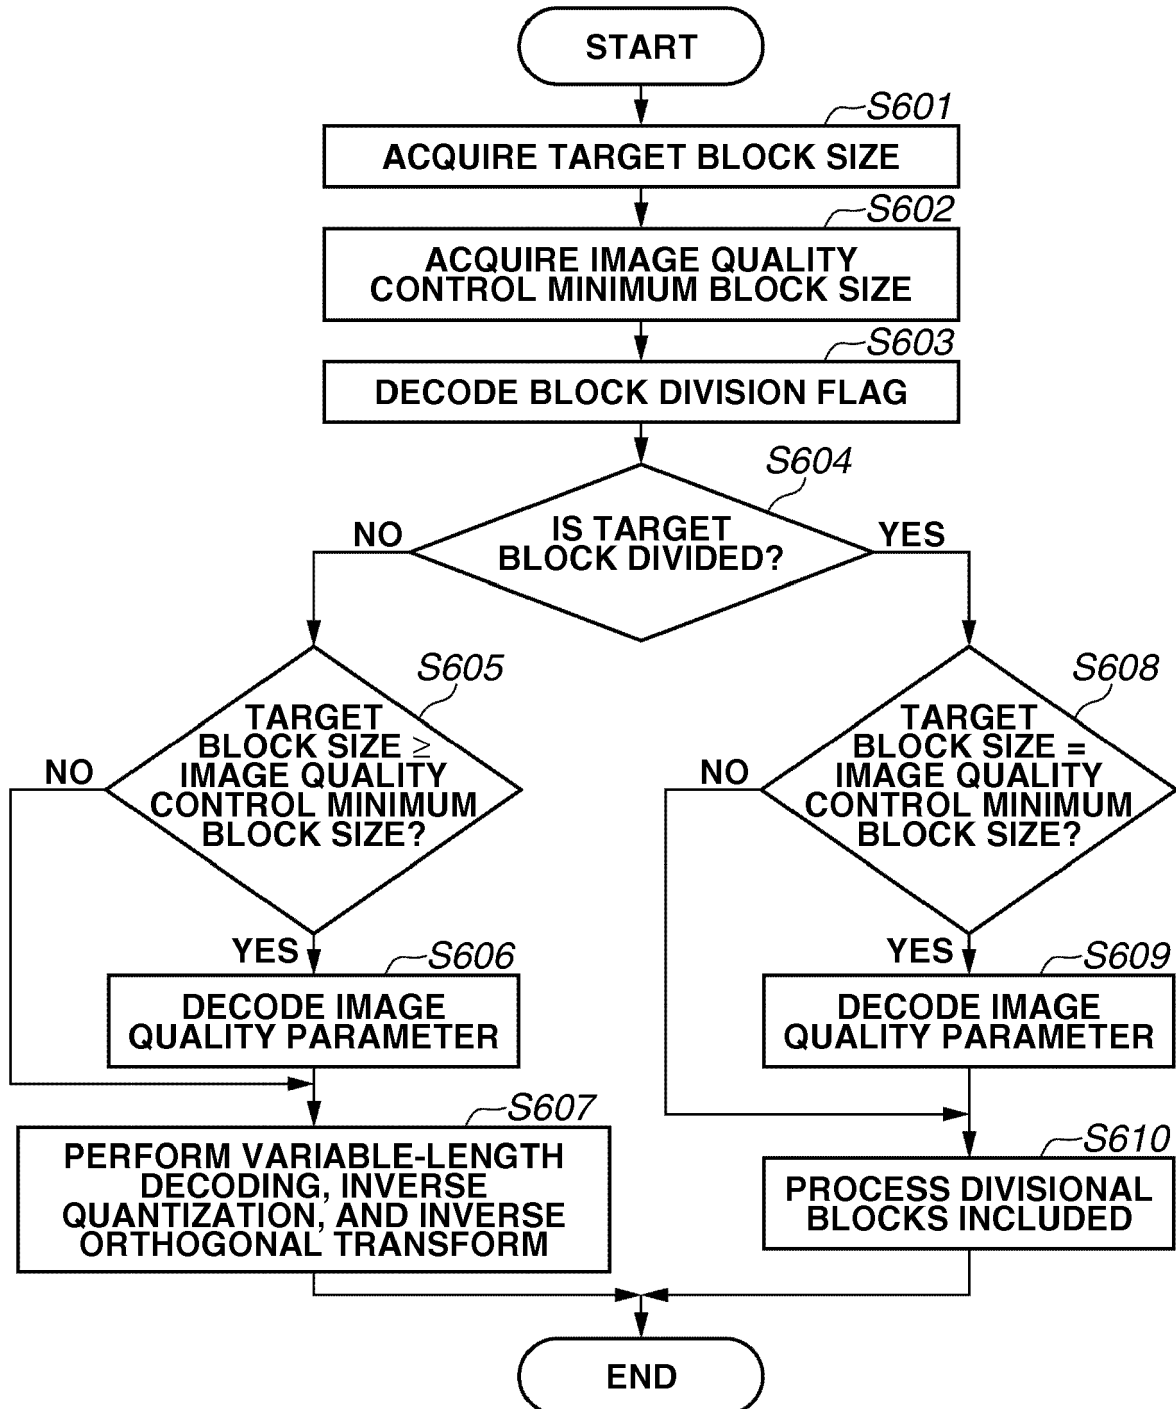 START
S601
ACQUIRE TARGET BLOCK SIZE
S602
ACQUIRE IMAGE QUALITY
CONTROL MINIMUM BLOCK SIZE
S603
DECODE BLOCK DIVISION FLAG
S604
IS TARGET
BLOCK DIVIDED?
NO
YES
S605
TARGET
BLOCK SIZE ≥
IMAGE QUALITY
CONTROL MINIMUM
BLOCK SIZE?
NO
YES
S606
DECODE IMAGE
QUALITY PARAMETER
S607
PERFORM VARIABLE-LENGTH
DECODING, INVERSE
QUANTIZATION, AND INVERSE
ORTHOGONAL TRANSFORM
S608
TARGET
BLOCK SIZE =
IMAGE QUALITY
CONTROL MINIMUM
BLOCK SIZE?
NO
YES
S609
DECODE IMAGE
QUALITY PARAMETER
S610
PROCESS DIVISIONAL
BLOCKS INCLUDED
END